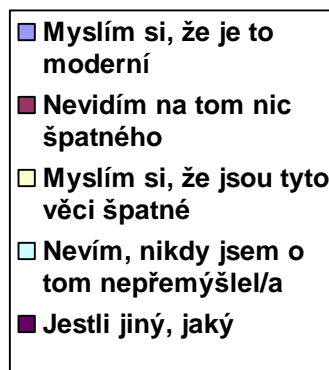 Myslím si, že je to
moderní
Nevidím na tom nic
špatného
Myslím si, že jsou tyto
věci špatné
Nevím, nikdy jsem o
tom nepřemýšlel/a
Jestli jiný, jaký